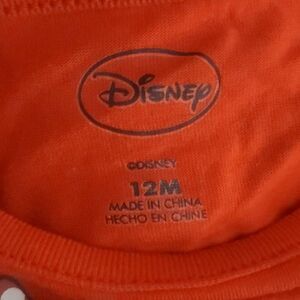 Disney
©DISNEY
12M
MADE IN CHINA
HECHO EN CHINE